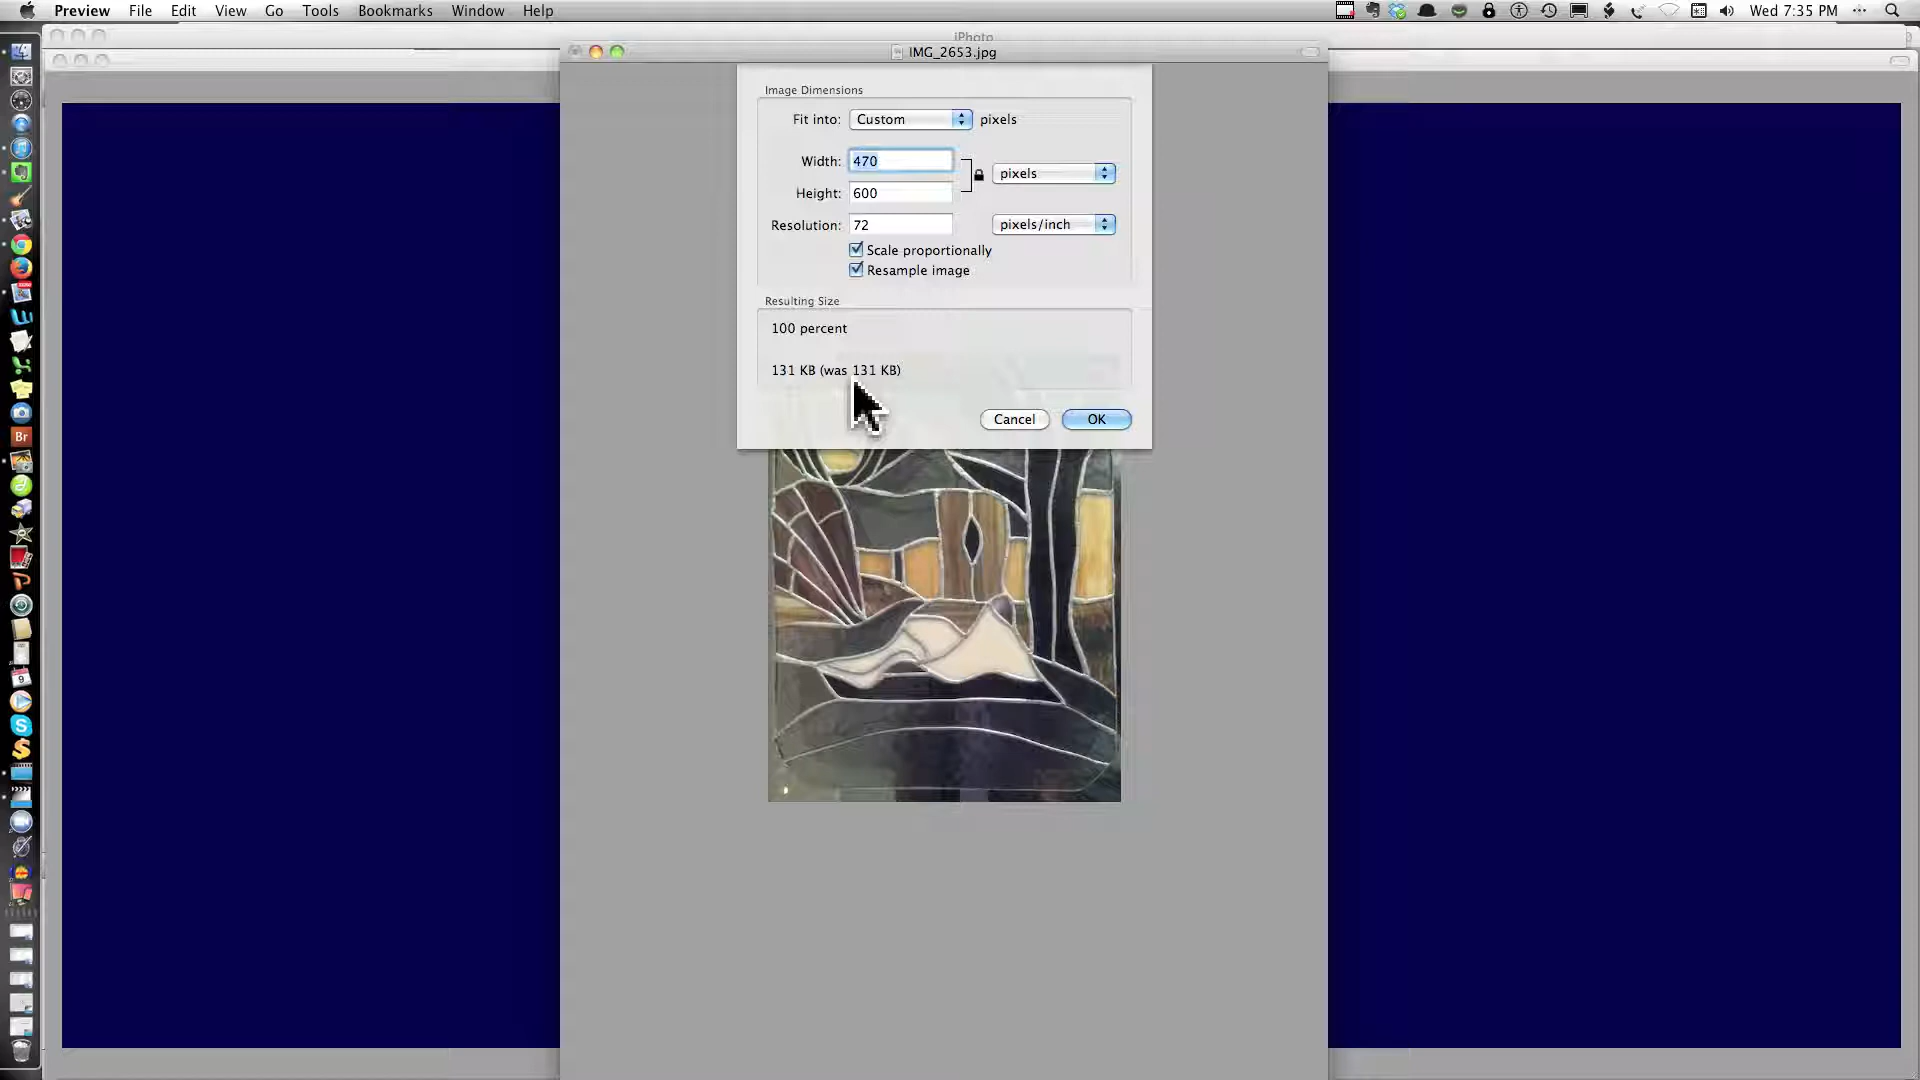 Preview File Edit View Go Tools Bookmarks Window Help Wed 7:35 PM
iPhoto
IMG_2653.jpg
Image Dimensions
Fit into: Custom pixels
Width: 470
pixels
Height: 600
Resolution: 72 pixels/inch
Scale proportionally
Resample image
Resulting Size
100 percent
131 KB (was 131 KB)
Cancel OK
Br
9